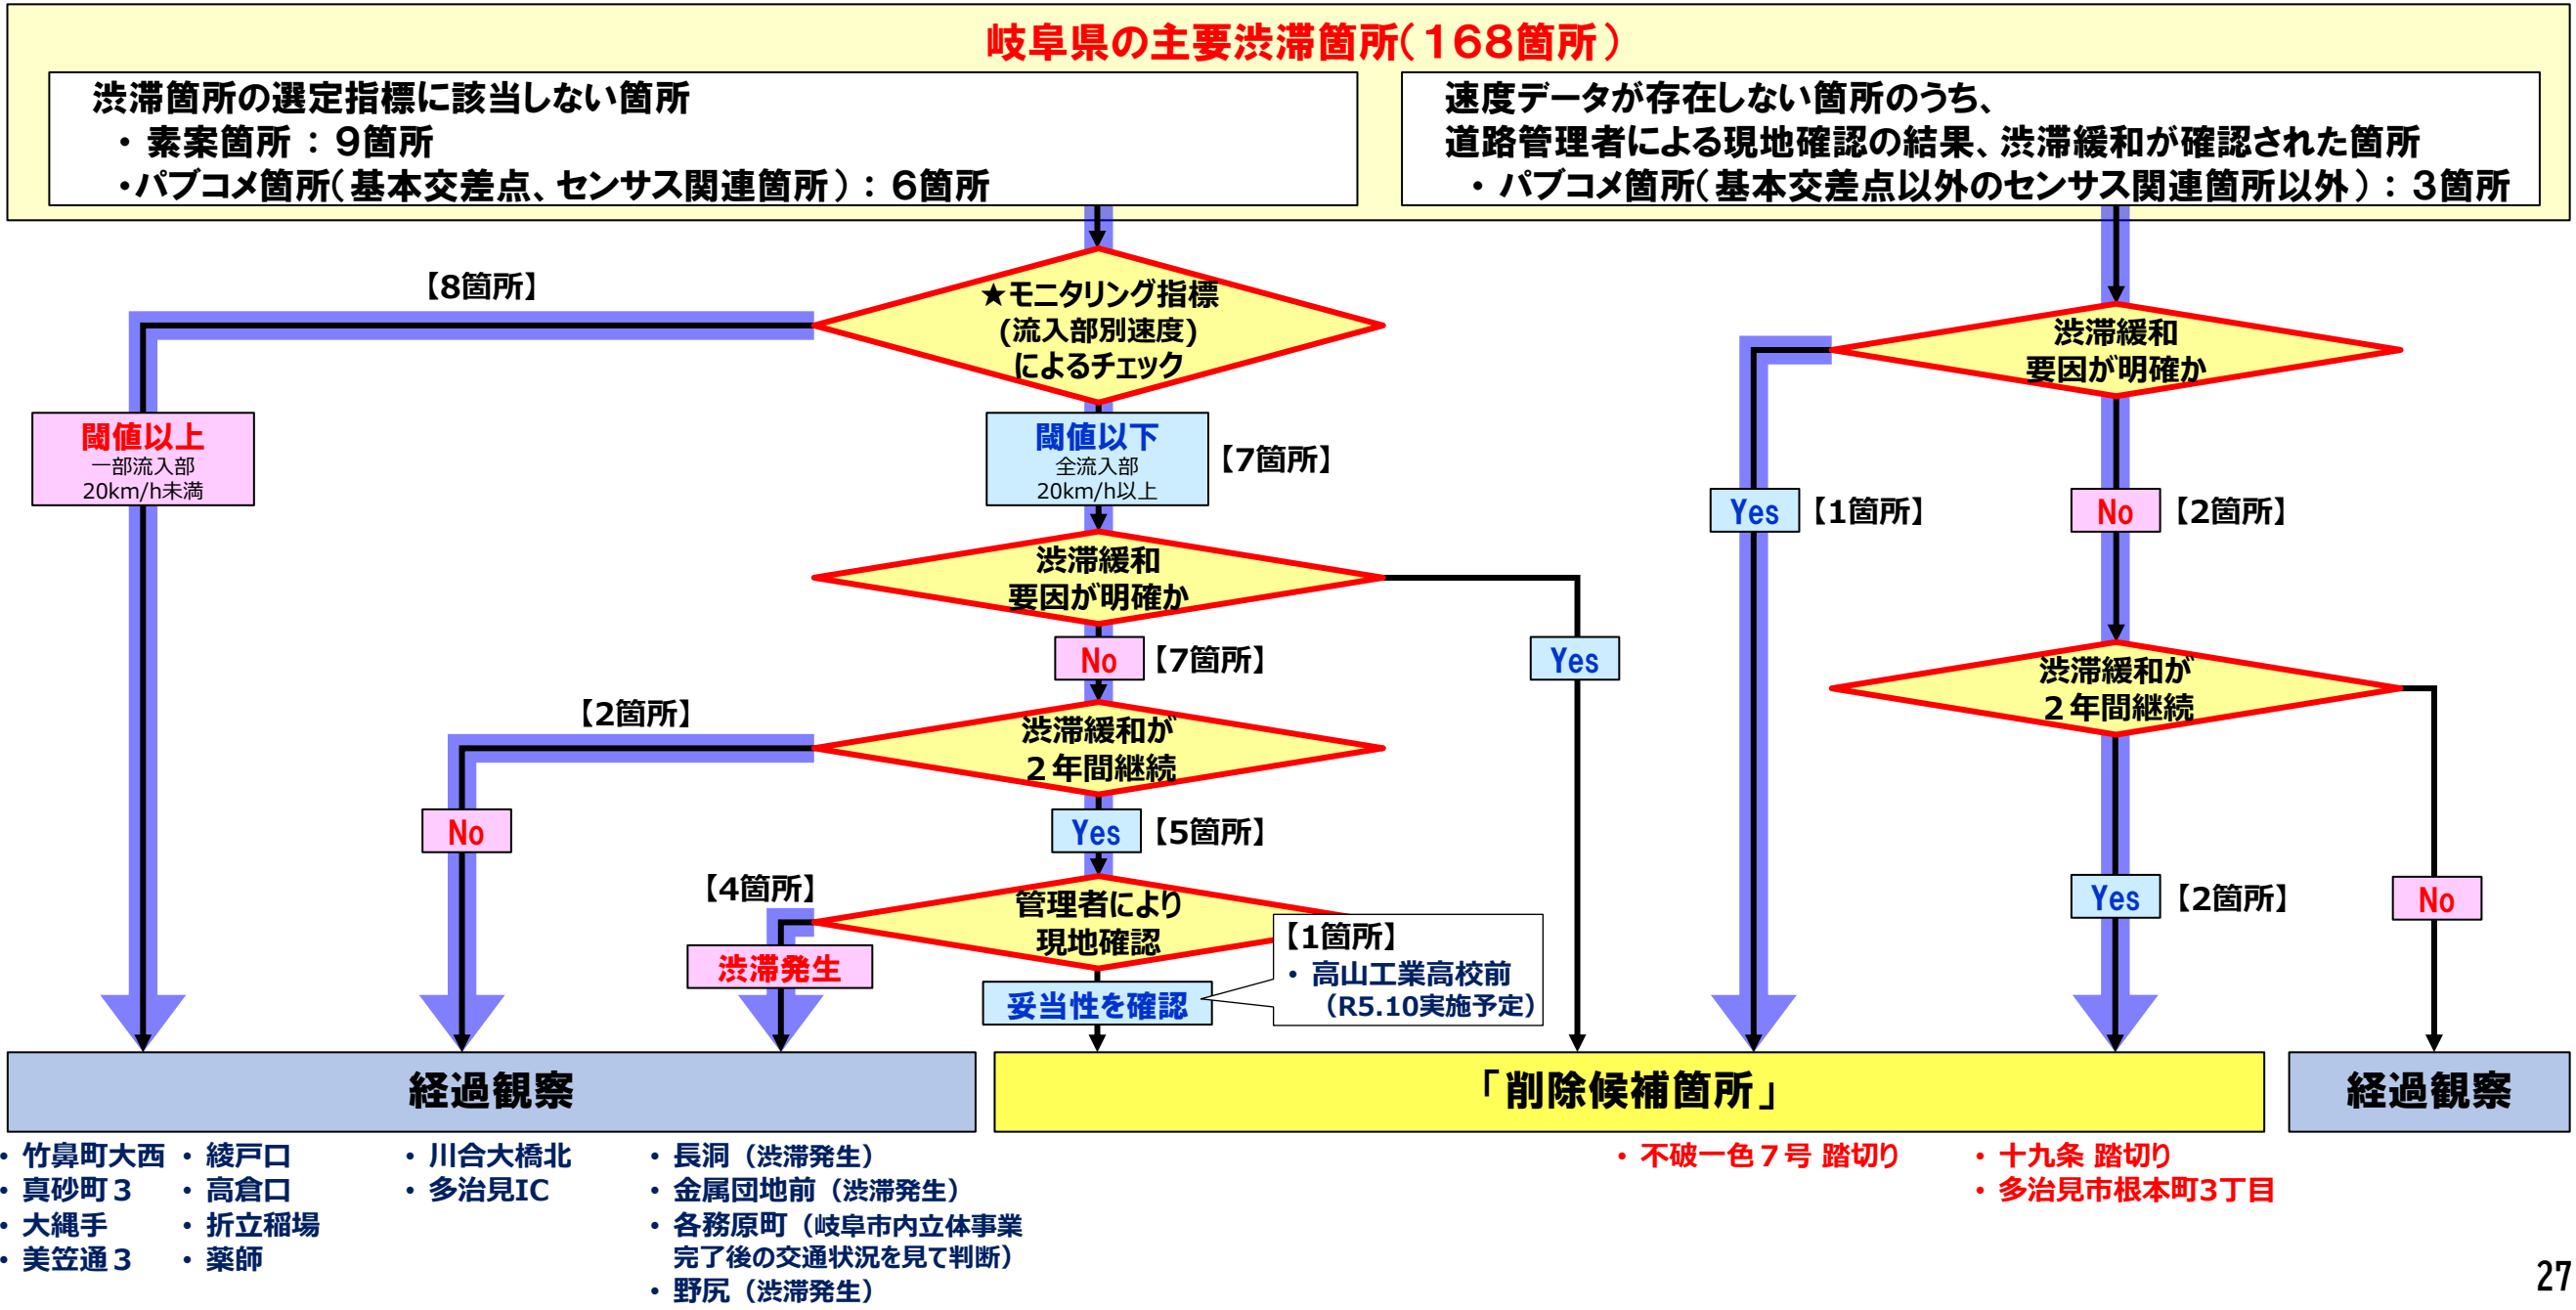 岐阜県の主要渋滞箇所(168箇所)
渋滞箇所の選定指標に該当しない箇所
・ 素案箇所 : 9箇所
・パブコメ箇所(基本交差点、センサス関連箇所) : 6箇所
速度データが存在しない箇所のうち、
道路管理者による現地確認の結果、渋滞緩和が確認された箇所
・ パブコメ箇所(基本交差点以外のセンサス関連箇所以外) : 3箇所
【8箇所】
★モニタリング指標
(流入部別速度)
によるチェック
渋滞緩和
要因が明確か
閾値以上
一部流入部
20km/h未満
閾値以下
全流入部
20km/h以上
【7箇所】
Yes
【1箇所】
No
【2箇所】
渋滞緩和
要因が明確か
No
【7箇所】
Yes
渋滞緩和が
2年間継続
【2箇所】
渋滞緩和が
2年間継続
No
Yes
【5箇所】
【4箇所】
管理者により
現地確認
Yes
【2箇所】
No
渋滞発生
【1箇所】
・ 高山工業高校前
(R5.10実施予定)
妥当性を確認
経過観察
「削除候補箇所」
経過観察
・ 竹鼻町大西
・ 真砂町3
・ 大縄手
・ 美笠通3
・ 綾戸口
・ 高倉口
・ 折立稲場
・ 薬師
・ 川合大橋北
・ 多治見IC
・ 長洞(渋滞発生)
・ 金属団地前(渋滞発生)
・ 各務原町(岐阜市内立体事業
完了後の交通状況を見て判断)
・ 野尻(渋滞発生)
・ 不破一色7号 踏切り
・ 十九条 踏切り
・ 多治見市根本町3丁目
27